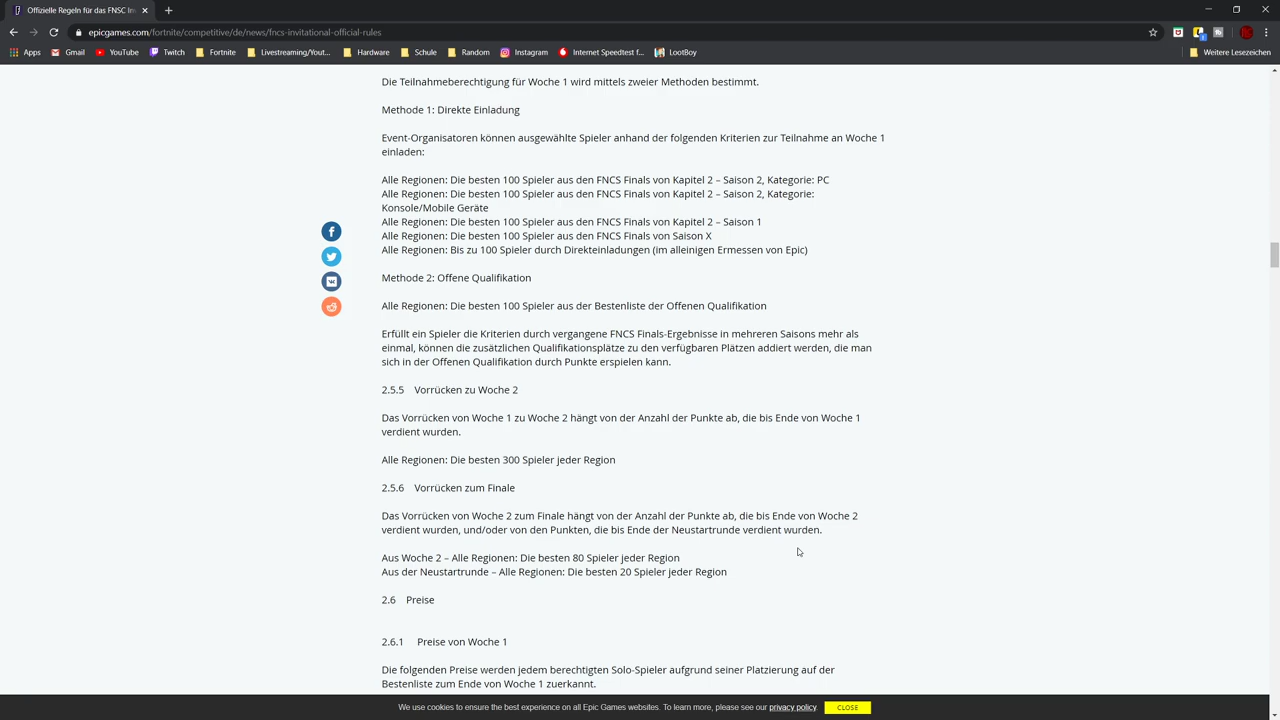 Offizielle Regeln für das FNSC In
epicgames.com/fortnite/competitive/de/news/fncs-invitational-official-rules
Apps Gmail YouTube Twitch Fortnite Livestreaming/Yout... Hardware Schule Random Instagram Internet Speedtest f... LootBoy Weitere Lesezeichen
Die Teilnahmeberechtigung für Woche 1 wird mittels zweier Methoden bestimmt.
Methode 1: Direkte Einladung
Event-Organisatoren können ausgewählte Spieler anhand der folgenden Kriterien zur Teilnahme an Woche 1
einladen:
Alle Regionen: Die besten 100 Spieler aus den FNCS Finals von Kapitel 2 – Saison 2, Kategorie: PC
Alle Regionen: Die besten 100 Spieler aus den FNCS Finals von Kapitel 2 – Saison 2, Kategorie:
Konsole/Mobile Geräte
Alle Regionen: Die besten 100 Spieler aus den FNCS Finals von Kapitel 2 – Saison 1
Alle Regionen: Die besten 100 Spieler aus den FNCS Finals von Saison X
Alle Regionen: Bis zu 100 Spieler durch Direkteinladungen (im alleinigen Ermessen von Epic)
Methode 2: Offene Qualifikation
Alle Regionen: Die besten 100 Spieler aus der Bestenliste der Offenen Qualifikation
Erfüllt ein Spieler die Kriterien durch vergangene FNCS Finals-Ergebnisse in mehreren Saisons mehr als
einmal, können die zusätzlichen Qualifikationsplätze zu den verfügbaren Plätzen addiert werden, die man
sich in der Offenen Qualifikation durch Punkte erspielen kann.
2.5.5 Vorrücken zu Woche 2
Das Vorrücken von Woche 1 zu Woche 2 hängt von der Anzahl der Punkte ab, die bis Ende von Woche 1
verdient wurden.
Alle Regionen: Die besten 300 Spieler jeder Region
2.5.6 Vorrücken zum Finale
Das Vorrücken von Woche 2 zum Finale hängt von der Anzahl der Punkte ab, die bis Ende von Woche 2
verdient wurden, und/oder von den Punkten, die bis Ende der Neustartrunde verdient wurden.
Aus Woche 2 – Alle Regionen: Die besten 80 Spieler jeder Region
Aus der Neustartrunde – Alle Regionen: Die besten 20 Spieler jeder Region
2.6 Preise
2.6.1 Preise von Woche 1
Die folgenden Preise werden jedem berechtigten Solo-Spieler aufgrund seiner Platzierung auf der
Bestenliste zum Ende von Woche 1 zuerkannt.
We use cookies to ensure the best experience on all Epic Games websites. To learn more, please see our privacy policy. CLOSE